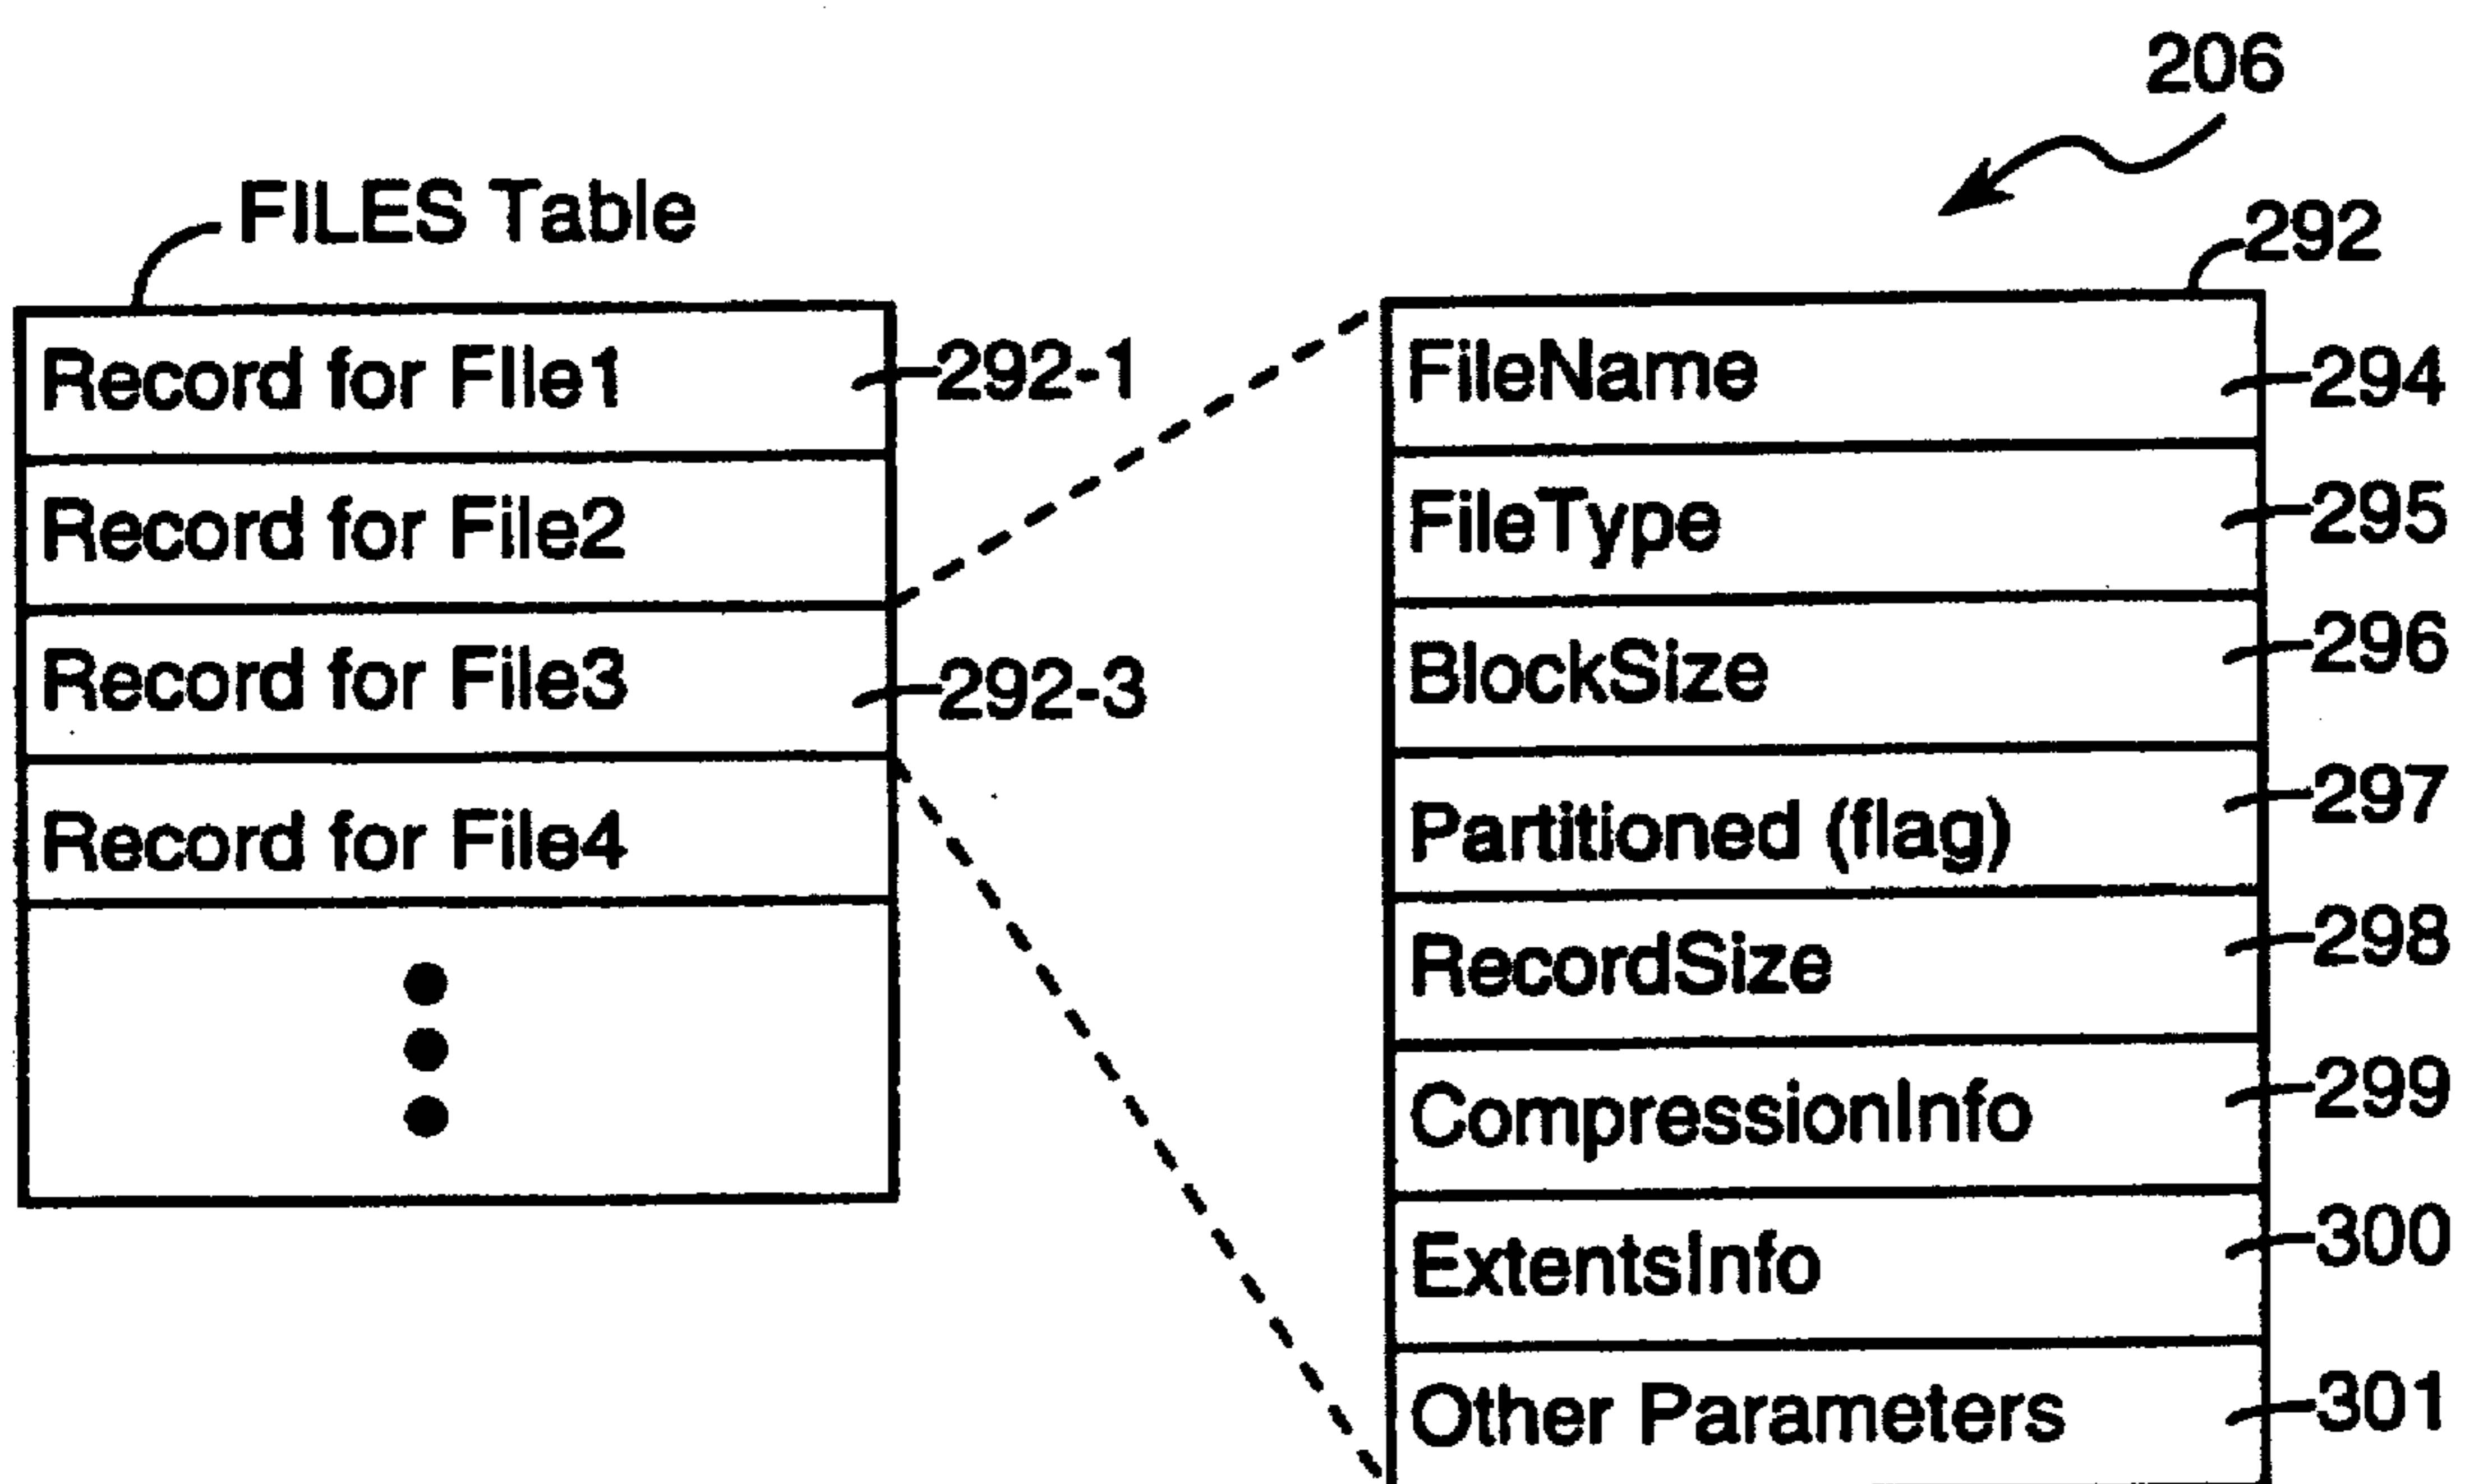 206
FILES Table
292
Record for FIle1
292-1
Record for File2
Record for File3
292-3
Record for File4
FileName
294
FileType
295
BlockSize
296
Partitioned (flag)
297
RecordSize
298
CompressionInfo
299
ExtentsInfo
300
Other Parameters
301